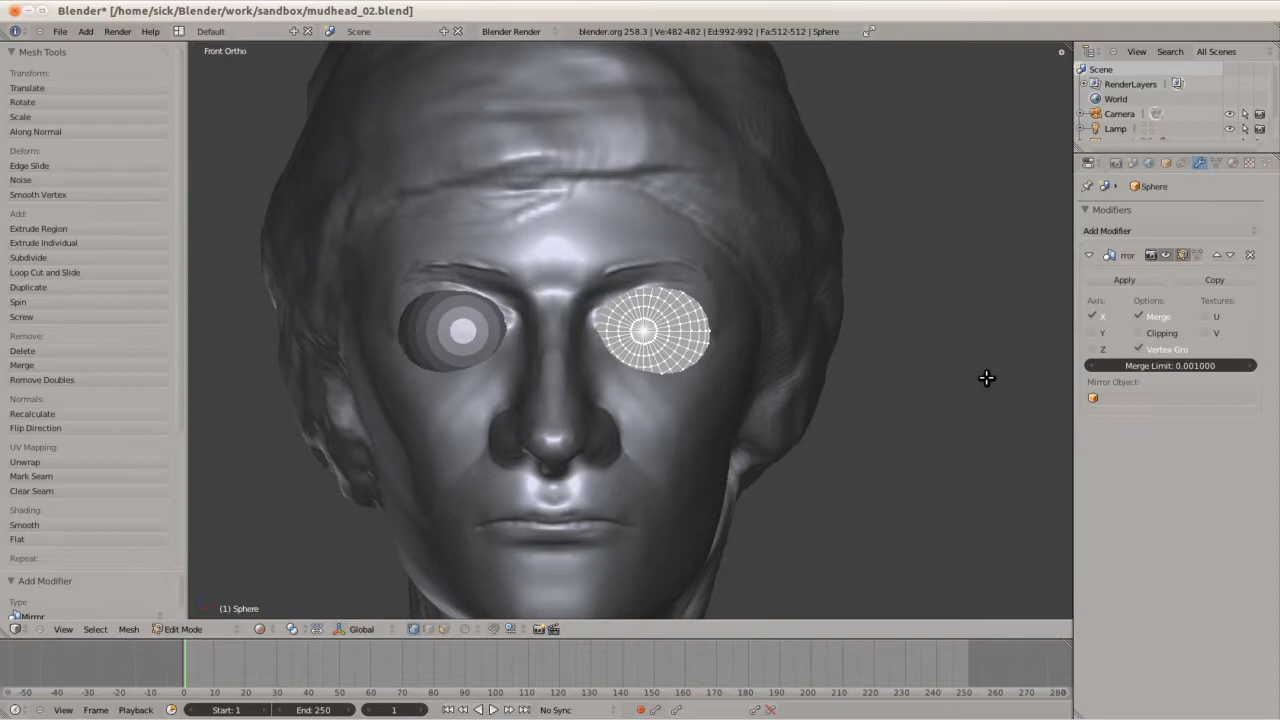 Blender* [/home/sick/Blender/work/sandbox/mudhead_02.blend]
File Add Render Help Default Scene Blender Render blender.org 258.3 | Ve:482-482 | Ed:992-992 | Fa:512-512 | Sphere
Mesh Tools
Transform:
Translate
Rotate
Scale
Along Normal
Deform:
Edge Slide
Noise
Smooth Vertex
Add:
Extrude Region
Extrude Individual
Subdivide
Loop Cut and Slide
Duplicate
Spin
Screw
Remove:
Delete
Merge
Remove Doubles
Normals:
Recalculate
Flip Direction
UV Mapping:
Unwrap
Mark Seam
Clear Seam
Shading:
Smooth
Flat
Repeat:
Add Modifier
Type
Mirror
Front Ortho
(1) Sphere
View Search All Scenes
Scene
RenderLayers
World
Camera
Lamp
Sphere
Modifiers
Add Modifier
rror
Apply Copy
Axis: Options: Textures:
X Merge U
Y Clipping V
Z Vertex Gro
Merge Limit: 0.001000
Mirror Object:
View Select Mesh Edit Mode Global
-50 -40 -30 -20 -10 0 10 20 30 40 50 60 70 80 90 100 110 120 130 140 150 160 170 180 190 200 210 220 230 240 250 260 270 280
View Frame Playback Start: 1 End: 250 1 No Sync